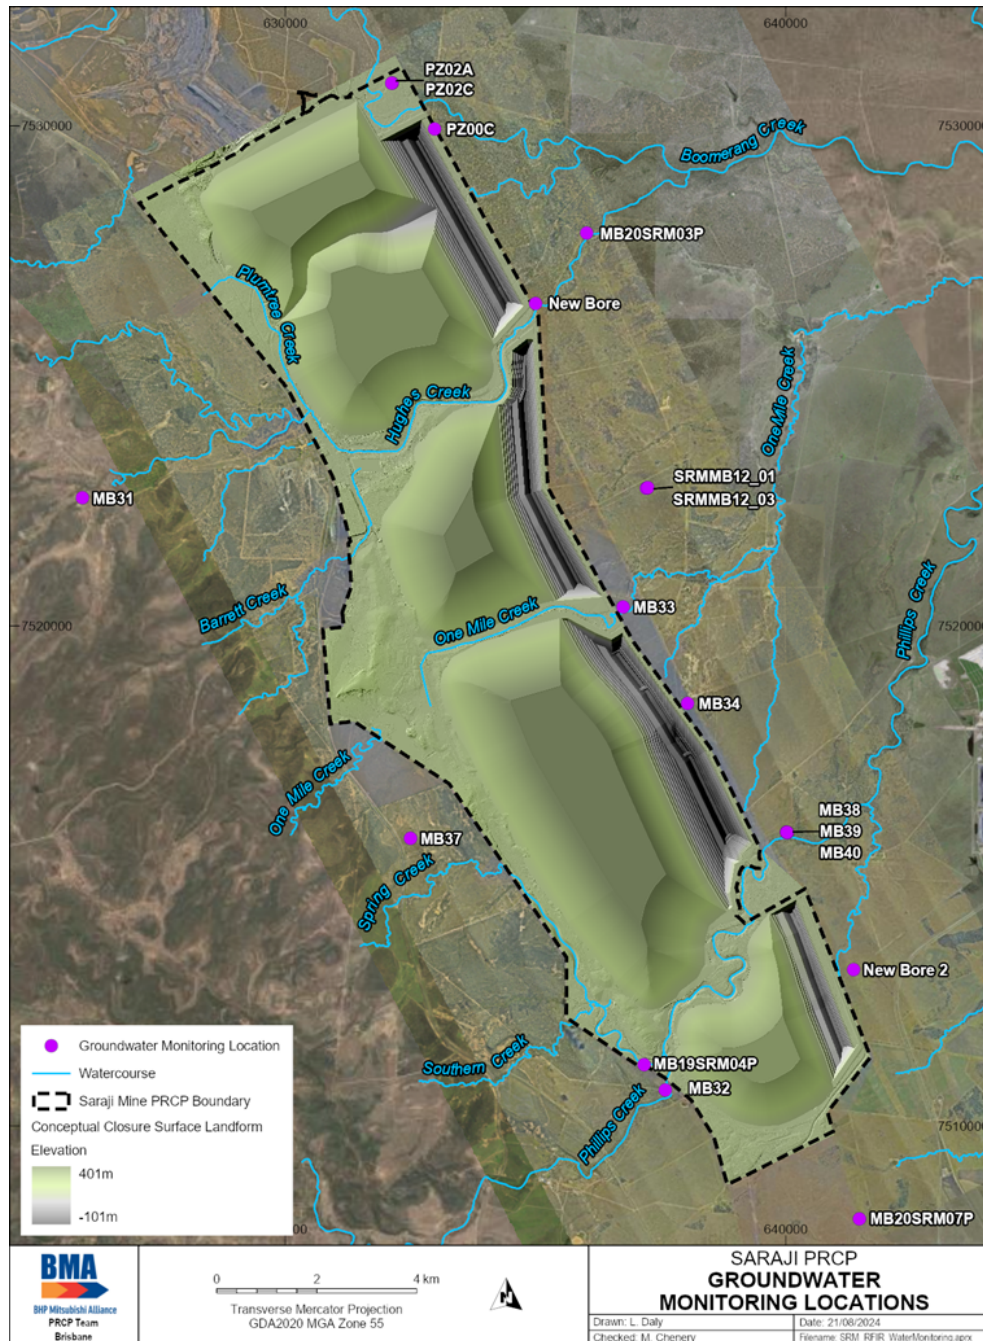 630000
640000
PZ02A
PZ02C
7530000
PZ00C
7530000
Boomerang Creek
MB20SRM03P
Plumtree Creek
New Bore
Hughes Creek
One Mile Creek
SRMMB12_01
SRMMB12_03
MB31
Phillips Creek
Barrett Creek
MB33
7520000
One Mile Creek
7520000
MB34
One Mile Creek
MB38
MB39
MB40
MB37
Spring Creek
New Bore 2
Southern Creek
MB19SRM04P
MB32
Phillips Creek
7510000
Groundwater Monitoring Location
Watercourse
Saraji Mine PRCP Boundary
Conceptual Closure Surface Landform
Elevation
401m
-101m
640000
MB20SRM07P
BMA
BHP Mitsubishi Alliance
PRCP Team
Brisbane
0 2 4 km
Transverse Mercator Projection
GDA2020 MGA Zone 55
N
SARAJI PRCP
GROUNDWATER
MONITORING LOCATIONS
Drawn: L. Daly
Date: 21/08/2024
Checked: M. Chenery
Filename: SRM_RFIR_WaterMonitoring.aprx